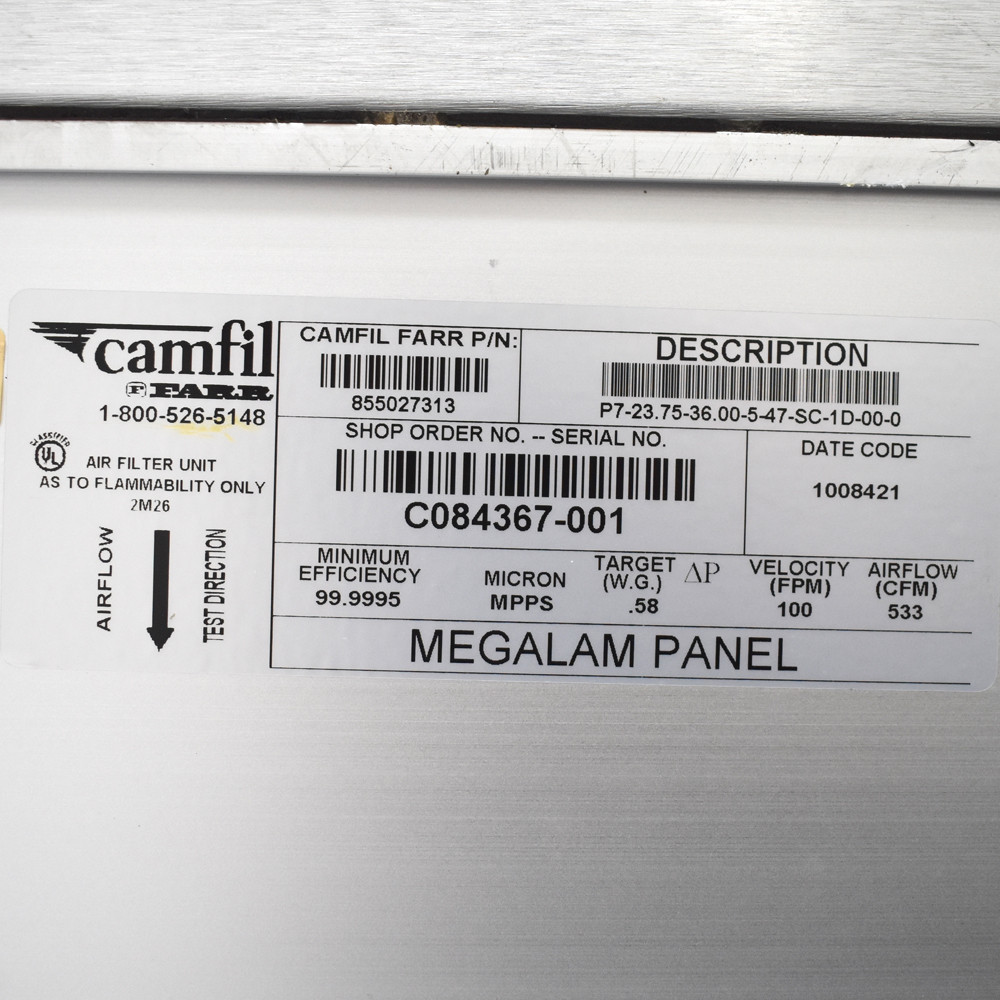 camfil
FARR
1-800-526-5148
CLASSIFIED
UL
AIR FILTER UNIT
AS TO FLAMMABILITY ONLY
2M26
AIRFLOW
TEST DIRECTION
CAMFIL FARR P/N:
855027313
DESCRIPTION
P7-23.75-36.00-5-47-SC-1D-00-0
SHOP ORDER NO. -- SERIAL NO.
C084367-001
DATE CODE
1008421
MINIMUM
EFFICIENCY
99.9995
MICRON
MPPS
TARGET ΔP
(W.G.)
.58
VELOCITY
(FPM)
100
AIRFLOW
(CFM)
533
MEGALAM PANEL